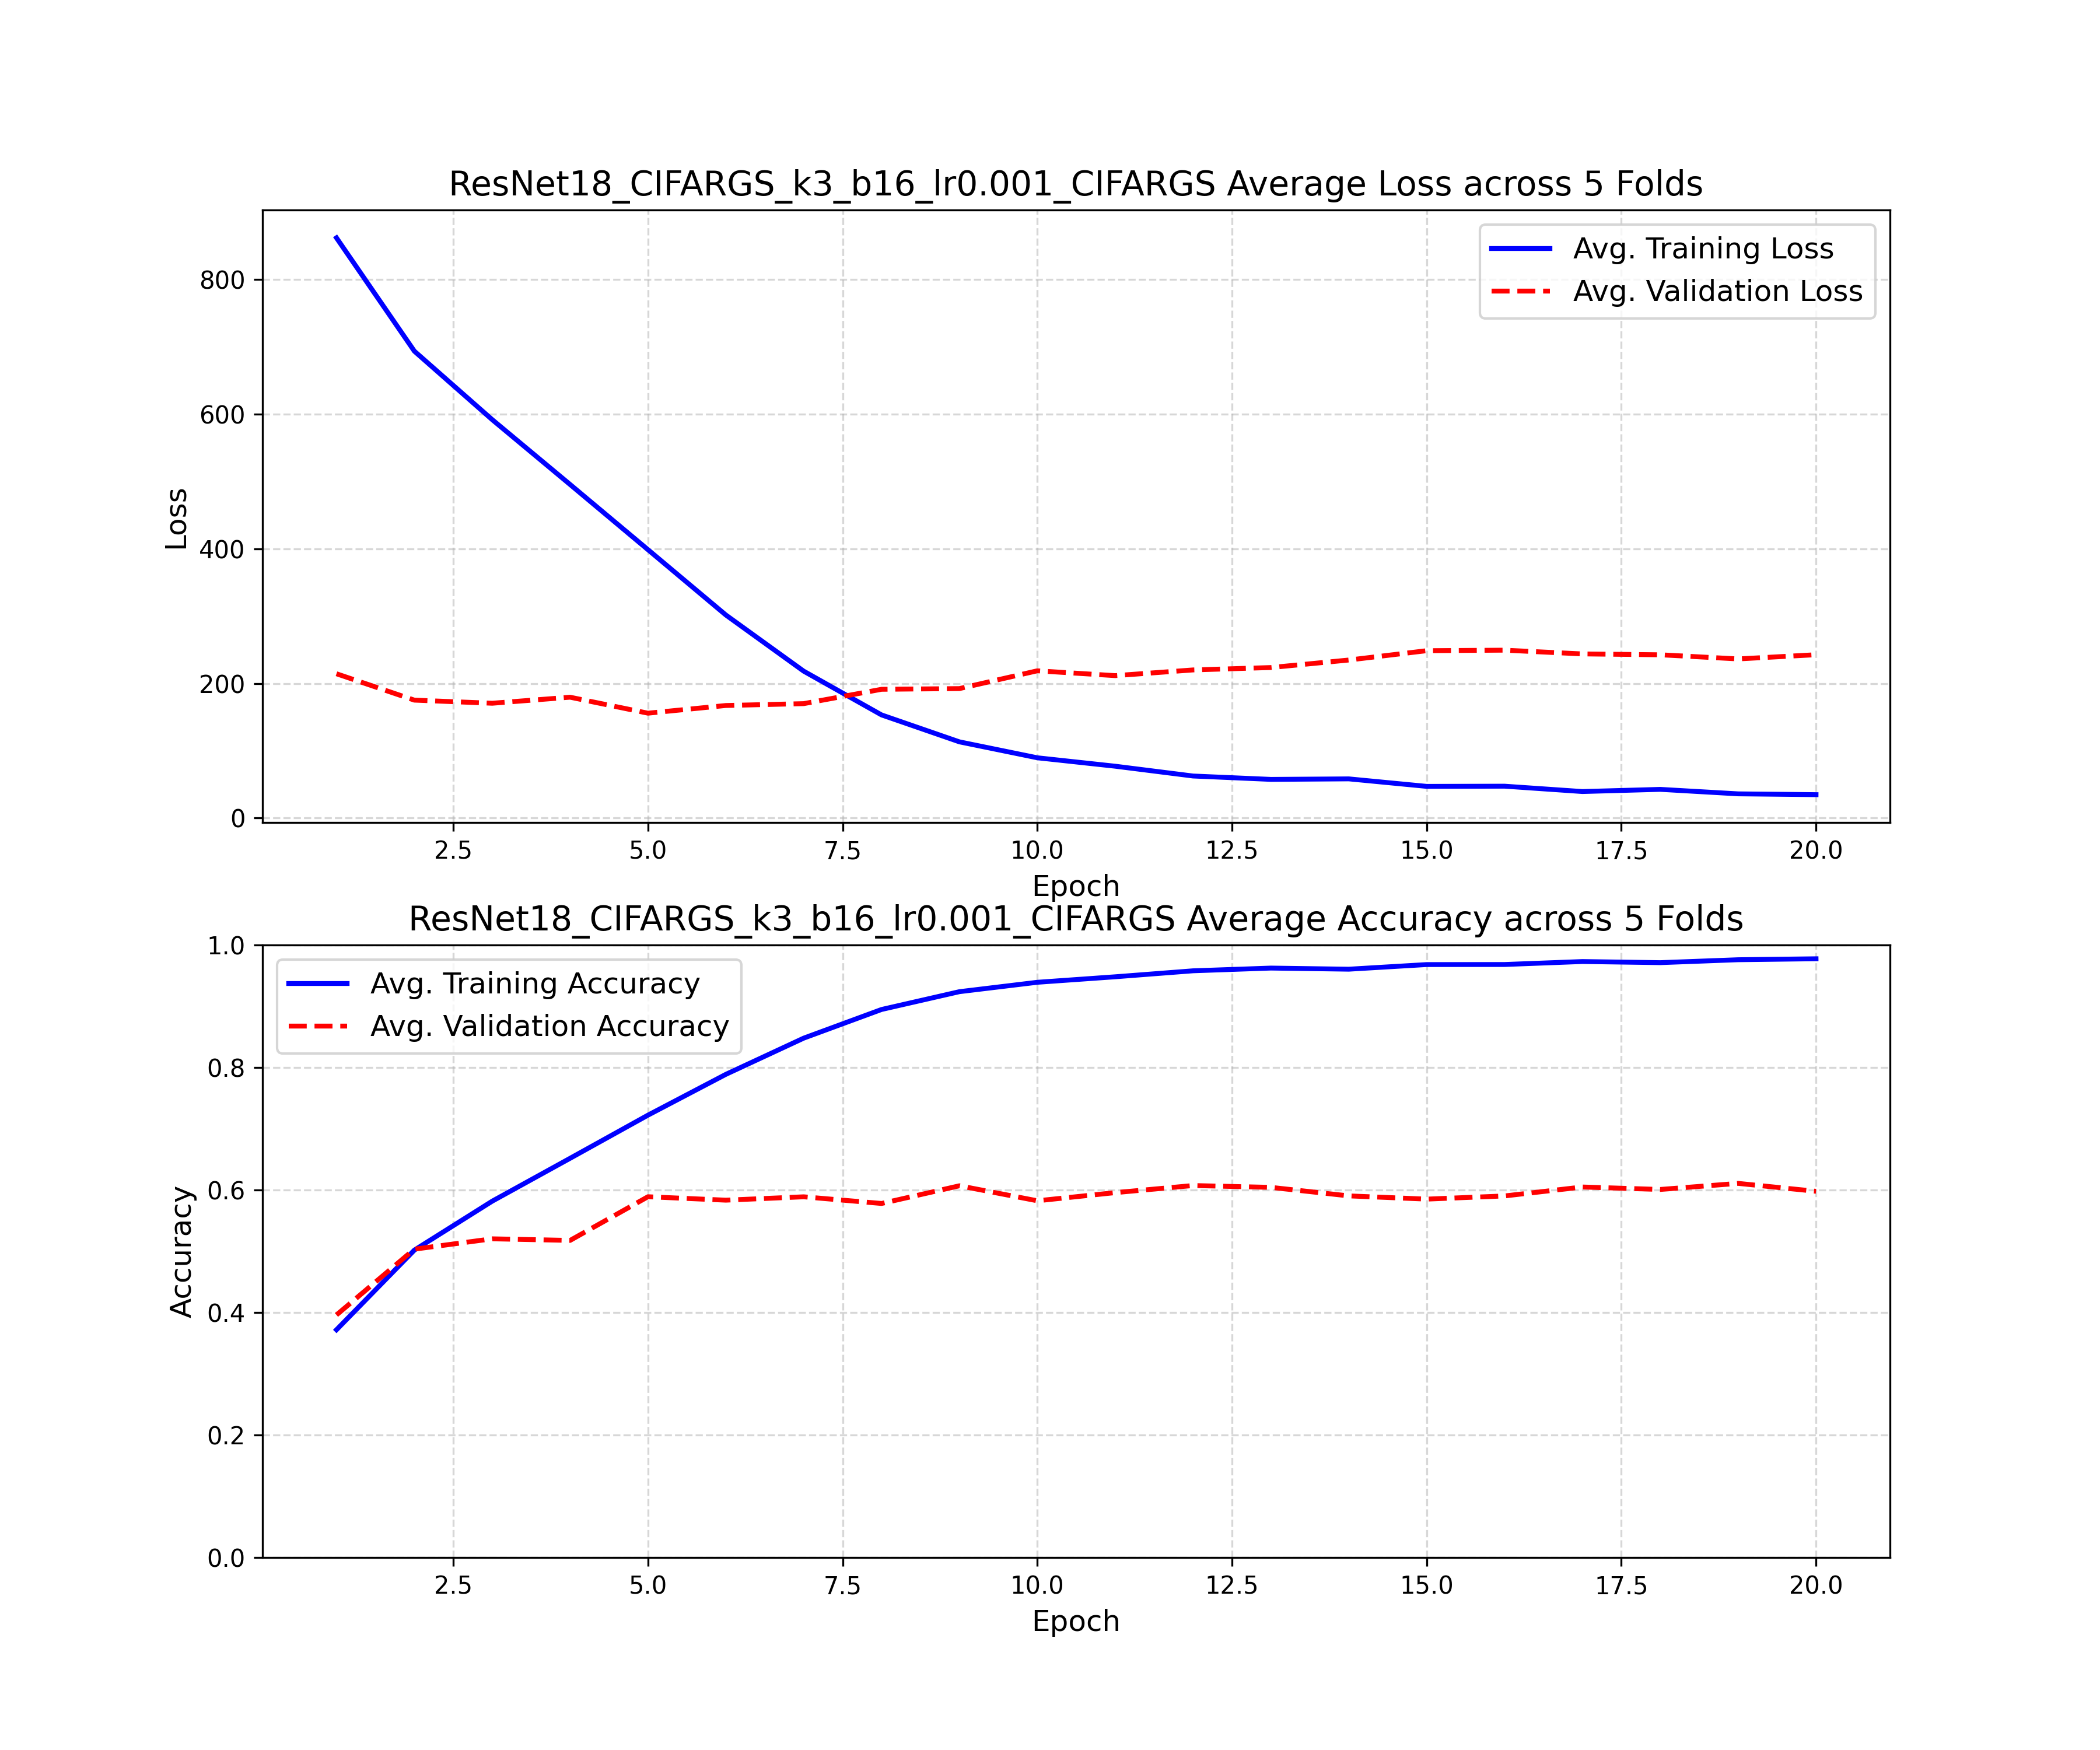 ResNet18_CIFARGS_k3_b16_lr0.001_CIFARGS Average Loss across 5 Folds
Avg. Training Loss
Avg. Validation Loss
Loss
800
600
400
200
0
2.5 5.0 7.5 10.0 12.5 15.0 17.5 20.0
Epoch
ResNet18_CIFARGS_k3_b16_lr0.001_CIFARGS Average Accuracy across 5 Folds
Avg. Training Accuracy
Avg. Validation Accuracy
Accuracy
1.0
0.8
0.6
0.4
0.2
0.0
2.5 5.0 7.5 10.0 12.5 15.0 17.5 20.0
Epoch